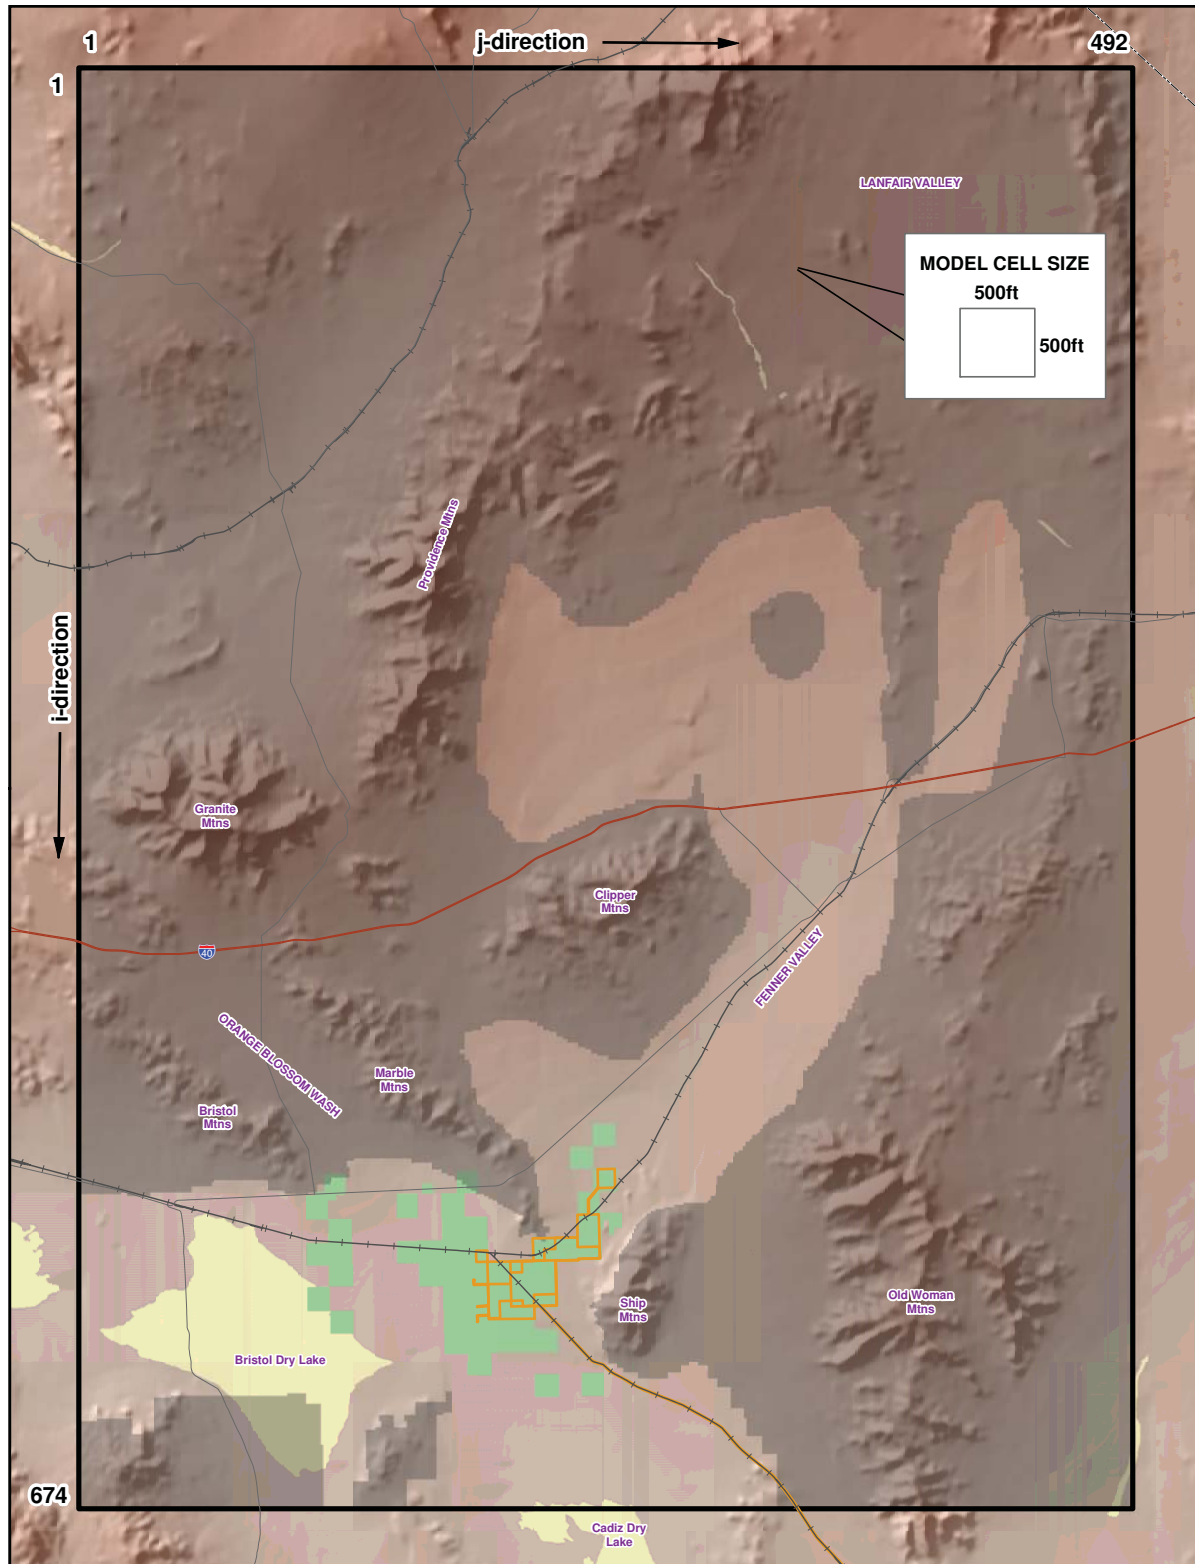 1
j-direction
492
1
LANFAIR VALLEY
MODEL CELL SIZE
500ft
500ft
Providence Mtns
i-direction
Granite
Mtns
Clipper
Mtns
40
FENNER VALLEY
ORANGE BLOSSOM WASH
Marble
Mtns
Bristol
Mtns
Old Woman
Mtns
Ship
Mtns
Bristol Dry Lake
674
Cadiz Dry
Lake